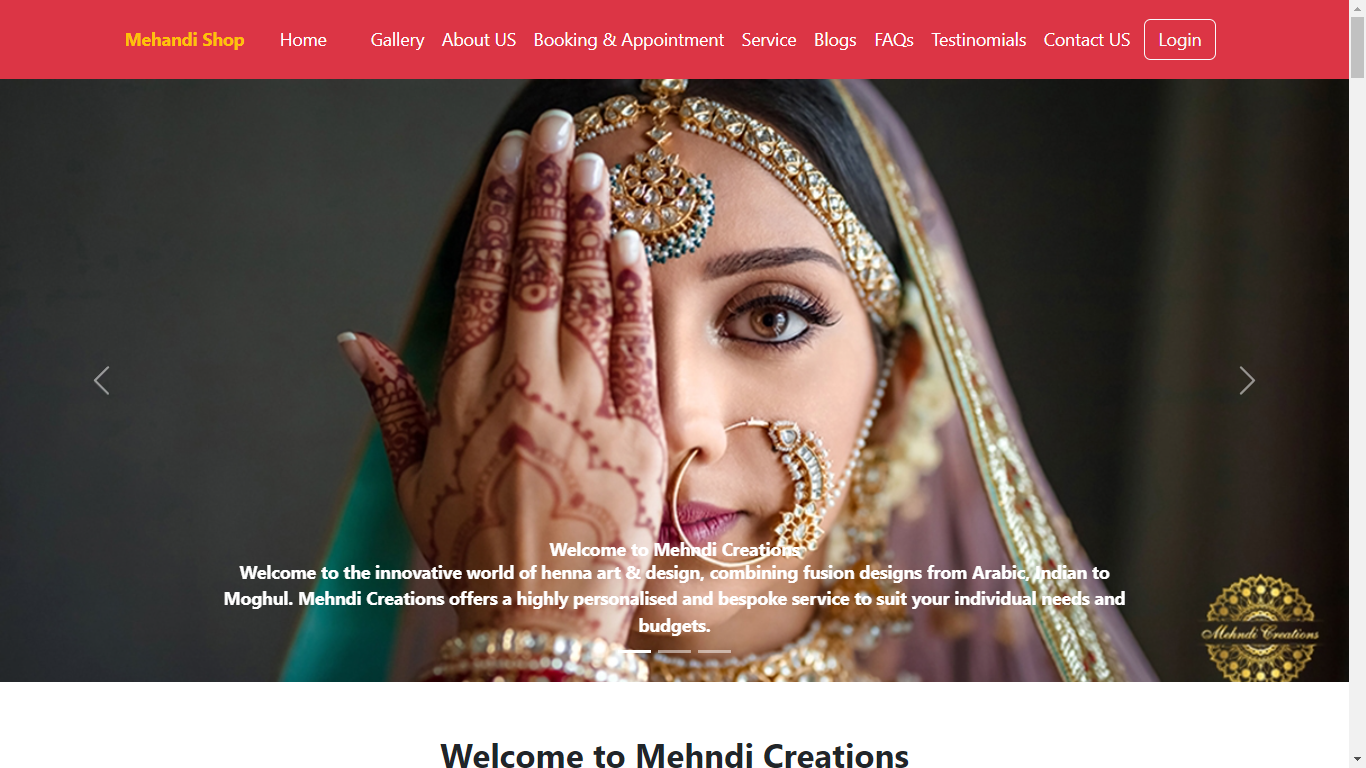 Mehandi Shop Home Gallery About US Booking & Appointment Service Blogs FAQs Testinomials Contact US Login
Welcome to Mehndi Creations
Welcome to the innovative world of henna art & design, combining fusion designs from Arabic, Indian to
Moghul. Mehndi Creations offers a highly personalised and bespoke service to suit your individual needs and
budgets.
Mehndi Creations
Welcome to Mehndi Creations